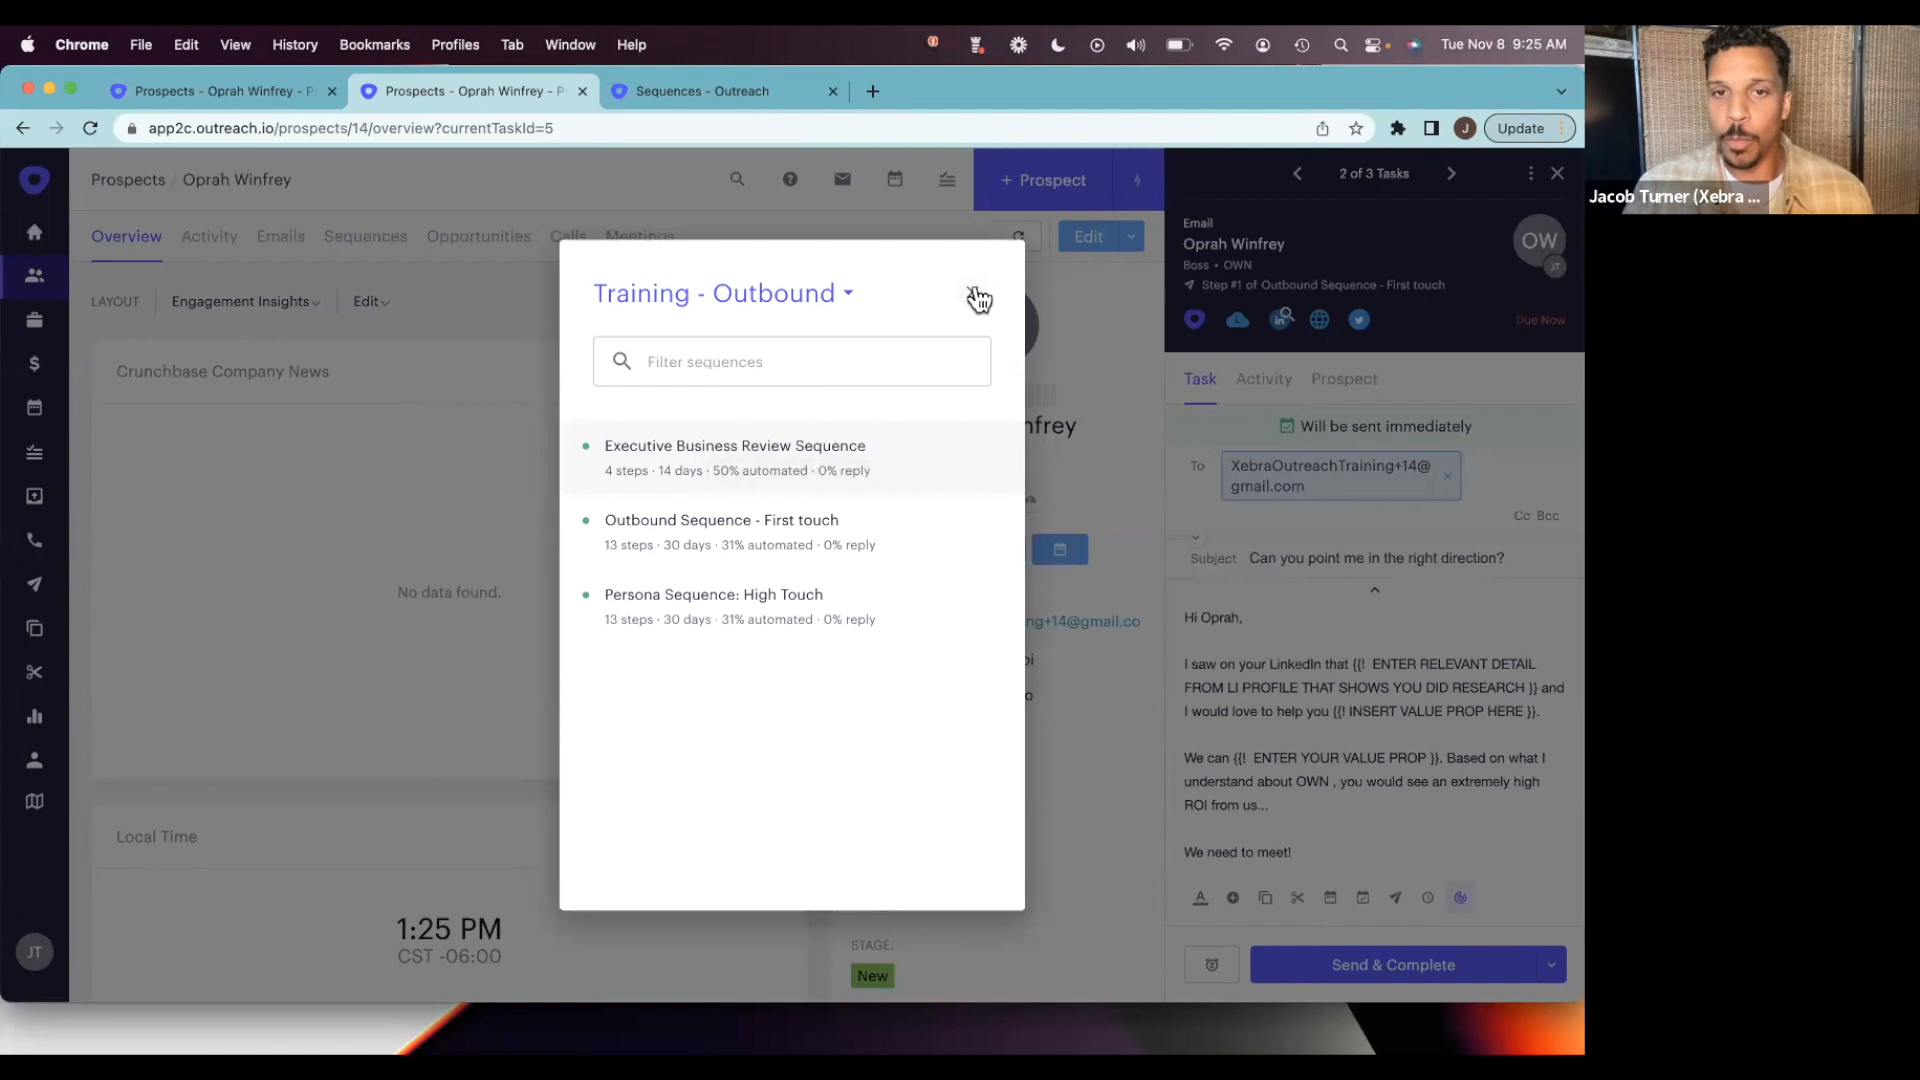 Chrome File Edit View History Bookmarks Profiles Tab Window Help
Tue Nov 8 9:25 AM
Prospects - Oprah Winfrey - P
Prospects - Oprah Winfrey - P
Sequences - Outreach
app2c.outreach.io/prospects/14/overview?currentTaskId=5
J
Update
Jacob Turner (Xebra ...
Prospects / Oprah Winfrey
+ Prospect
2 of 3 Tasks
Overview Activity Emails Sequences Opportunities Calls Meetings
Edit
Email
Oprah Winfrey
Boss • OWN
Step #1 of Outbound Sequence - First touch
OW
JT
Due Now
LAYOUT
Engagement Insights
Edit
Crunchbase Company News
No data found.
Local Time
1:25 PM
CST -06:00
JT
Training - Outbound
Filter sequences
Executive Business Review Sequence
4 steps · 14 days · 50% automated · 0% reply
Outbound Sequence - First touch
13 steps · 30 days · 31% automated · 0% reply
Persona Sequence: High Touch
13 steps · 30 days · 31% automated · 0% reply
nfrey
ng+14@gmail.co
STAGE:
New
Task Activity Prospect
Will be sent immediately
To
XebraOutreachTraining+14@
gmail.com
Cc Bcc
Subject Can you point me in the right direction?
Hi Oprah,
I saw on your LinkedIn that {{! ENTER RELEVANT DETAIL
FROM LI PROFILE THAT SHOWS YOU DID RESEARCH }} and
I would love to help you {{! INSERT VALUE PROP HERE }}.
We can {{! ENTER YOUR VALUE PROP }}. Based on what I
understand about OWN , you would see an extremely high
ROI from us...
We need to meet!
Send & Complete